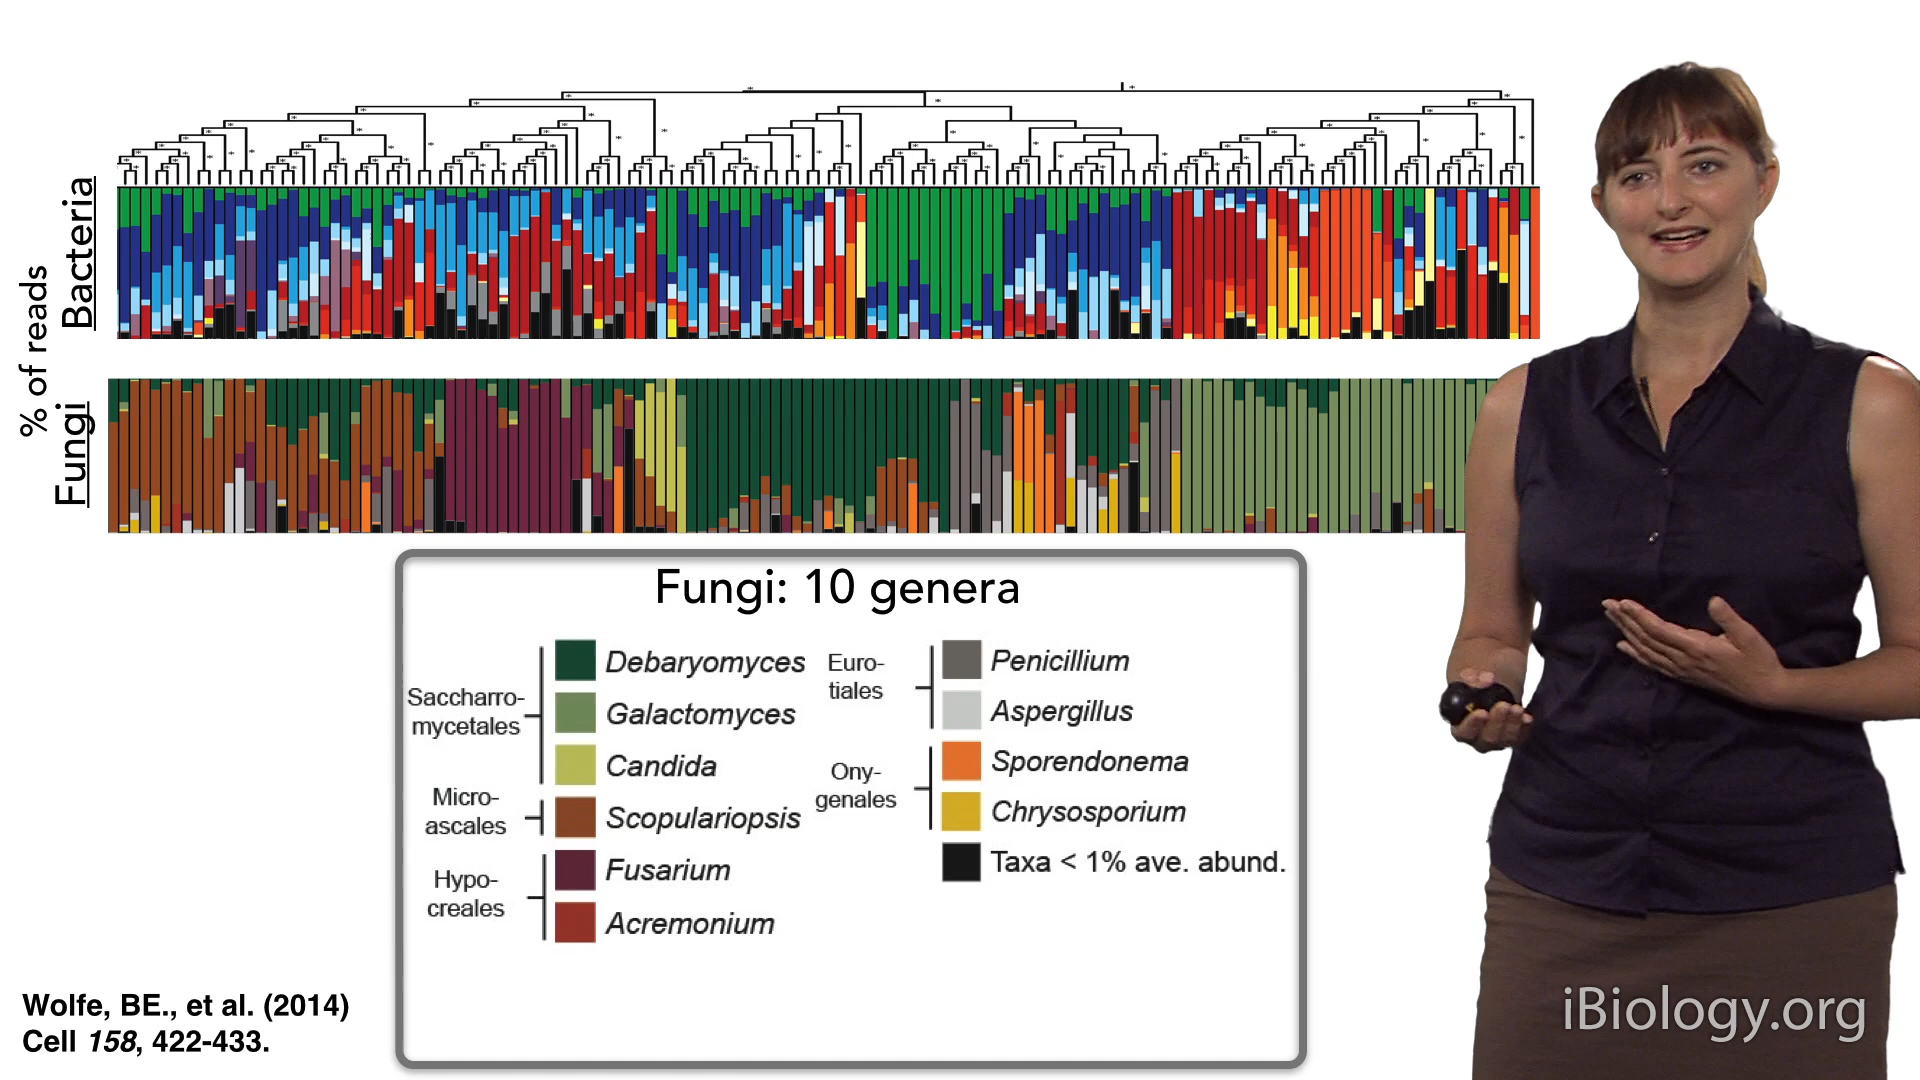 % of reads
Bacteria
Fungi
Fungi: 10 genera
Saccharro-
mycetales
Debaryomyces
Galactomyces
Candida
Micro-
ascales
Scopulariopsis
Hypo-
creales
Fusarium
Acremonium
Euro-
tiales
Penicillium
Aspergillus
Ony-
genales
Sporendonema
Chrysosporium
Taxa < 1% ave. abund.
Wolfe, BE., et al. (2014)
Cell 158, 422-433.
iBiology.org